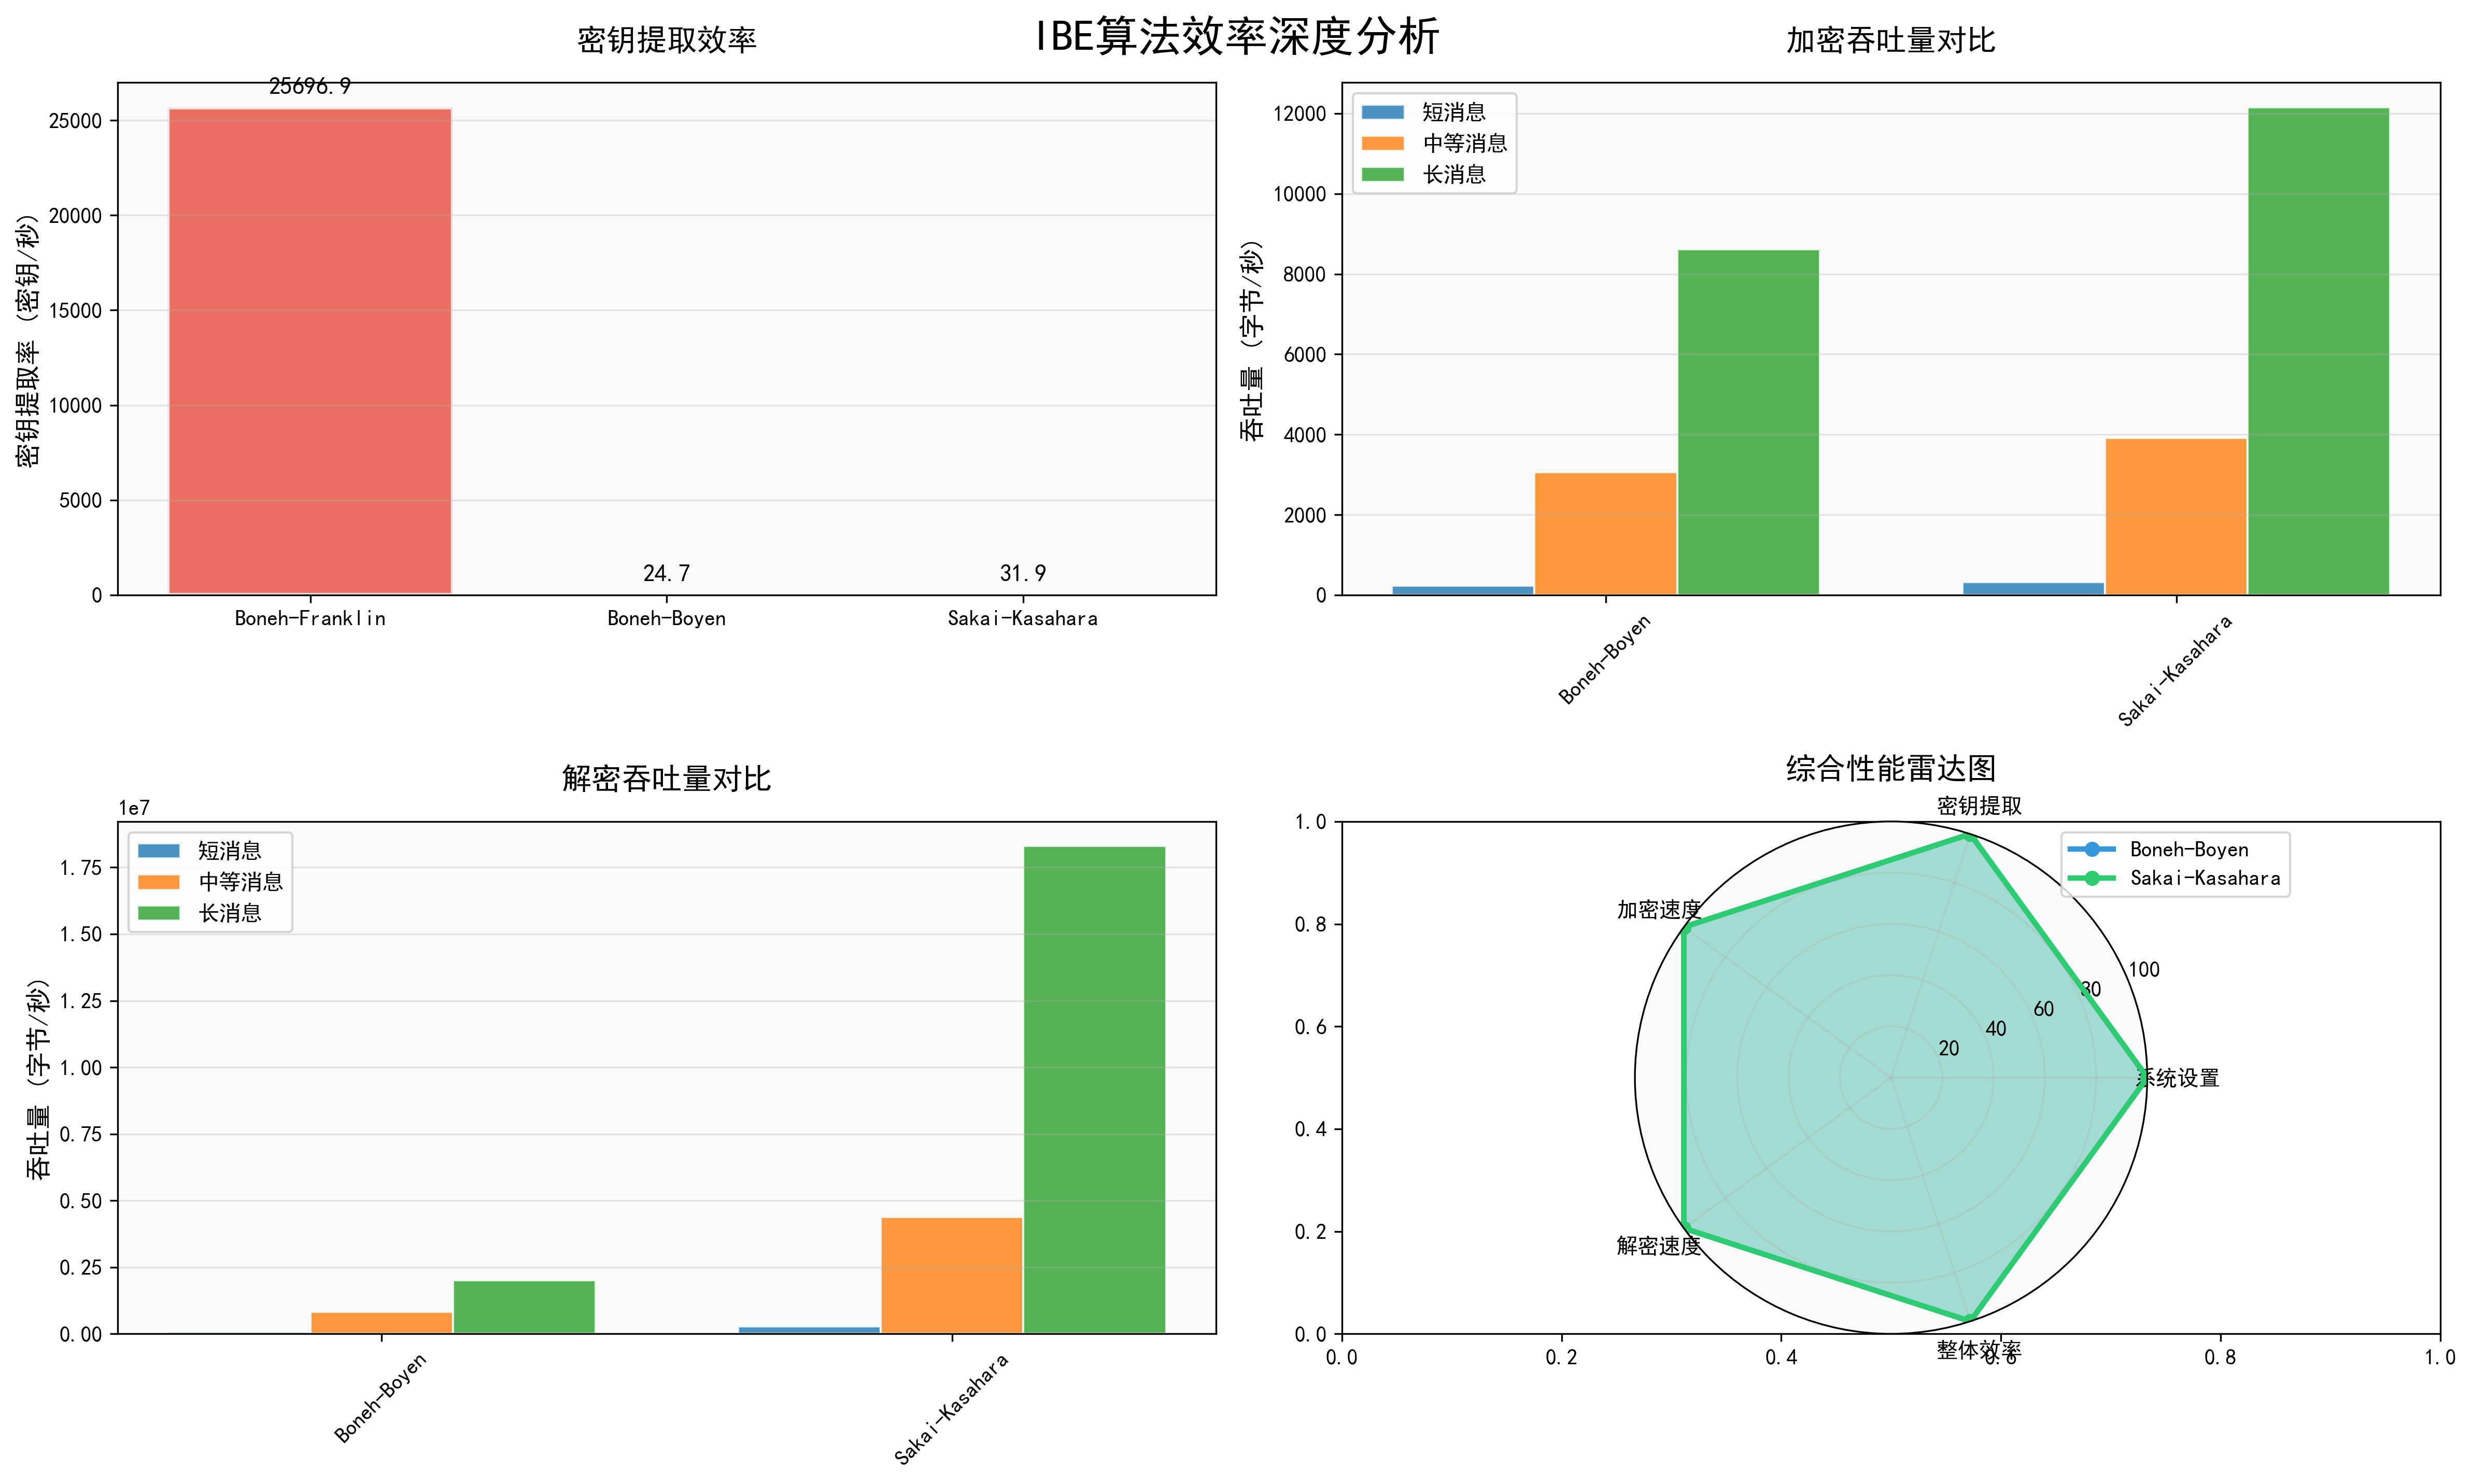 IBE算法效率深度分析
密钥提取效率
25696.9
25000
20000
15000
10000
5000
0
密钥提取率 (密钥/秒)
24.7
31.9
Boneh-Franklin
Boneh-Boyen
Sakai-Kasahara
加密吞吐量对比
短消息
中等消息
长消息
12000
10000
8000
6000
4000
2000
0
吞吐量 (字节/秒)
Boneh-Boyen
Sakai-Kasahara
解密吞吐量对比
1e7
短消息
中等消息
长消息
1.75
1.50
1.25
1.00
0.75
0.50
0.25
0.00
吞吐量 (字节/秒)
Boneh-Boyen
Sakai-Kasahara
综合性能雷达图
密钥提取
Boneh-Boyen
Sakai-Kasahara
加密速度
100
80
60
40
20
系统设置
解密速度
整体效率
1.0
0.8
0.6
0.4
0.2
0.0
0.0
0.2
0.4
0.6
0.8
1.0